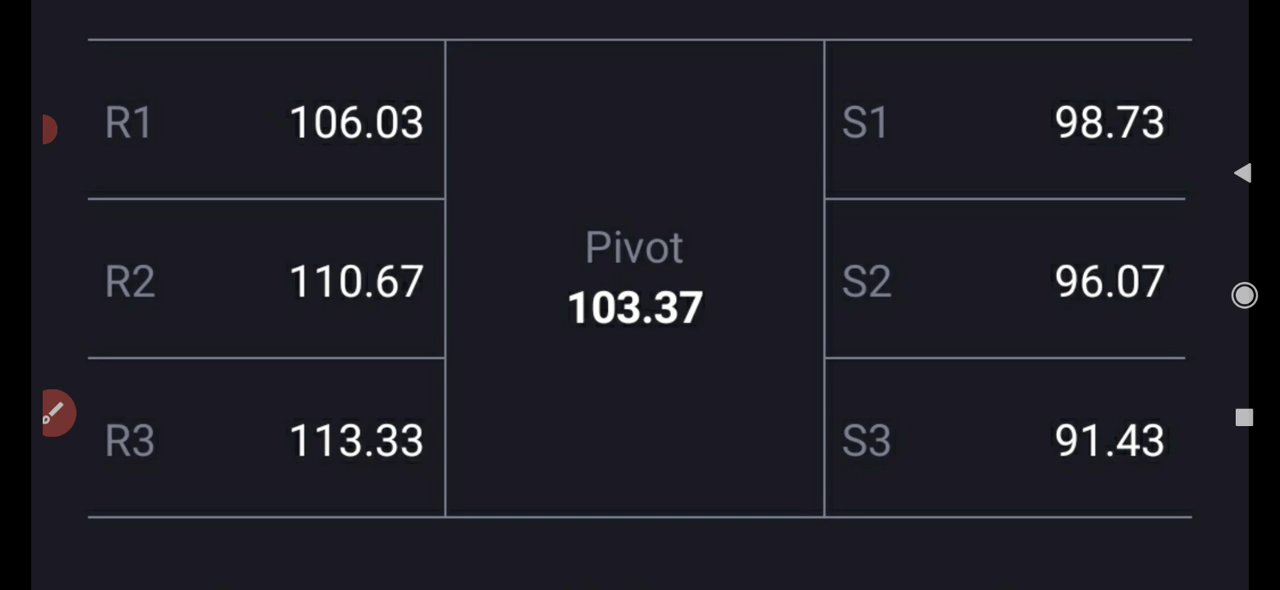 R1 106.03
R2 110.67
R3 113.33
Pivot
103.37
S1 98.73
S2 96.07
S3 91.43